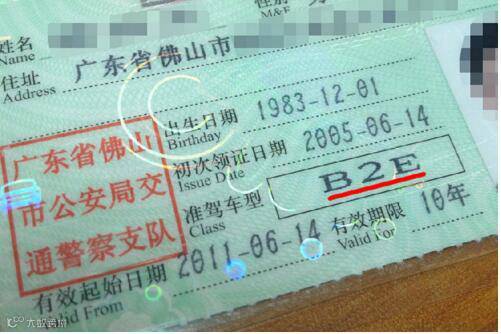 姓名
Name
性别
M&F
住址
Address
广东省佛山市
出生日期
Birthday
1983-12-01
初次领证日期
Issue Date
2005-06-14
准驾车型
Class
B2E
有效起始日期
Valid From
2011-06-14
有效期限
Valid For
10年
广东省佛山
市公安局交
通警察支队